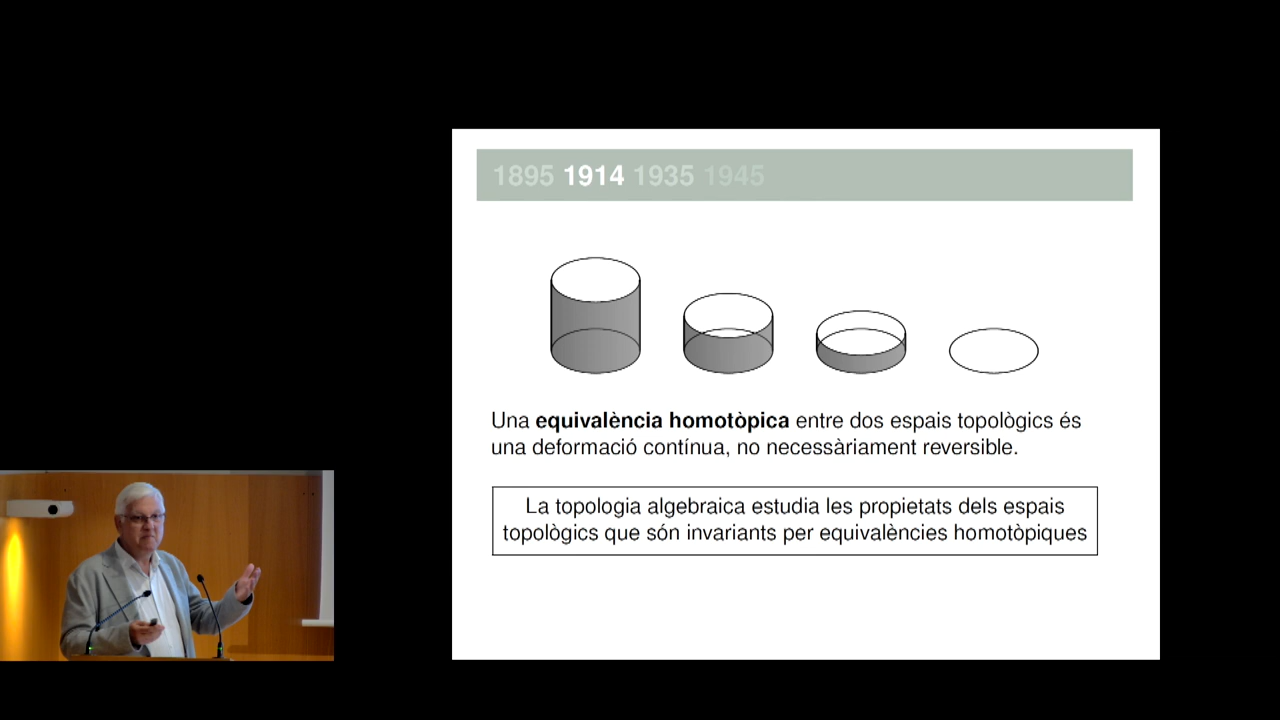 1895 1914 1935 1945
Una equivalència homotòpica entre dos espais topològics és
una deformació contínua, no necessàriament reversible.
La topologia algebraica estudia les propietats dels espais
topològics que són invariants per equivalències homotòpiques